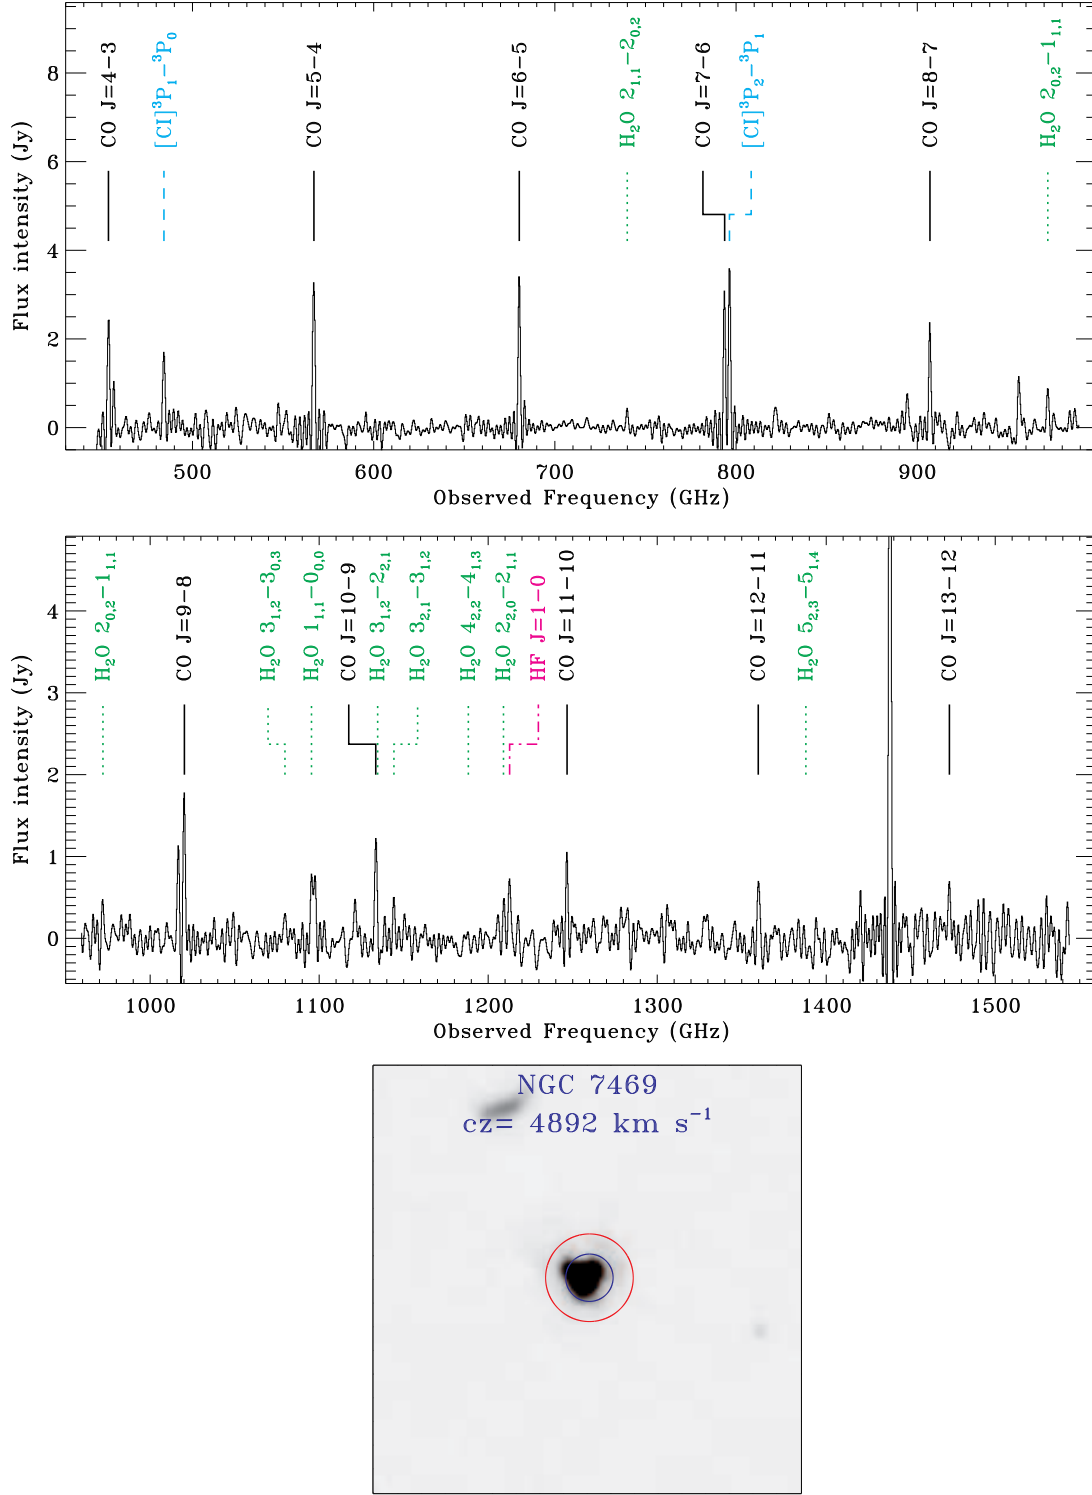 CO J=4−3
[CI]³P₁−³P₀
CO J=5−4
CO J=6−5
H₂O 2₁,₁−2₀,₂
CO J=7−6
[CI]³P₂−³P₁
CO J=8−7
H₂O 2₀,₂−1₁,₁
Flux intensity (Jy)
8
6
4
2
0
500 600 700 800 900
Observed Frequency (GHz)
H₂O 2₀,₂−1₁,₁
CO J=9−8
H₂O 3₁,₂−3₀,₃
H₂O 1₁,₁−0₀,₀
CO J=10−9
H₂O 3₁,₂−2₂,₁
H₂O 3₂,₁−3₁,₂
H₂O 4₂,₂−4₁,₃
H₂O 2₂,₀−2₁,₁
HF J=1−0
CO J=11−10
CO J=12−11
H₂O 5₂,₃−5₁,₄
CO J=13−12
Flux intensity (Jy)
4
3
2
1
0
1000 1100 1200 1300 1400 1500
Observed Frequency (GHz)
NGC 7469
cz= 4892 km s⁻¹